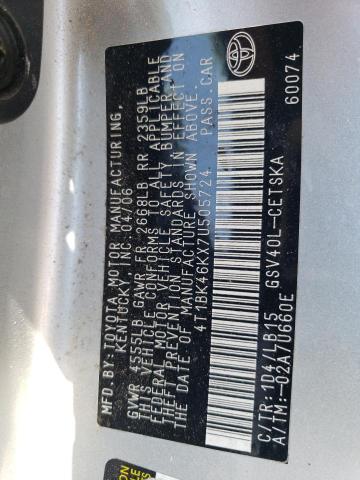 MFD.BY: TOYOTA MOTOR MANUFACTURING,
KENTUCKY, INC. 04/06
GVWR 4555LB GAWR FR 2668LB RR 2359LB
THIS VEHICLE CONFORMS TO ALL APPLICABLE
FEDERAL MOTOR VEHICLE SAFETY, BUMPER AND
THEFT PREVENTION STANDARDS IN EFFECT ON
THE DATE OF MANUFACTURE SHOWN ABOVE.
4T1BK46KX7U505724 PASS.CAR
C/TR:1D4/LB15 GSV40L-CETSKA
A/TM:-02A/U660E
60074
TOYOTA